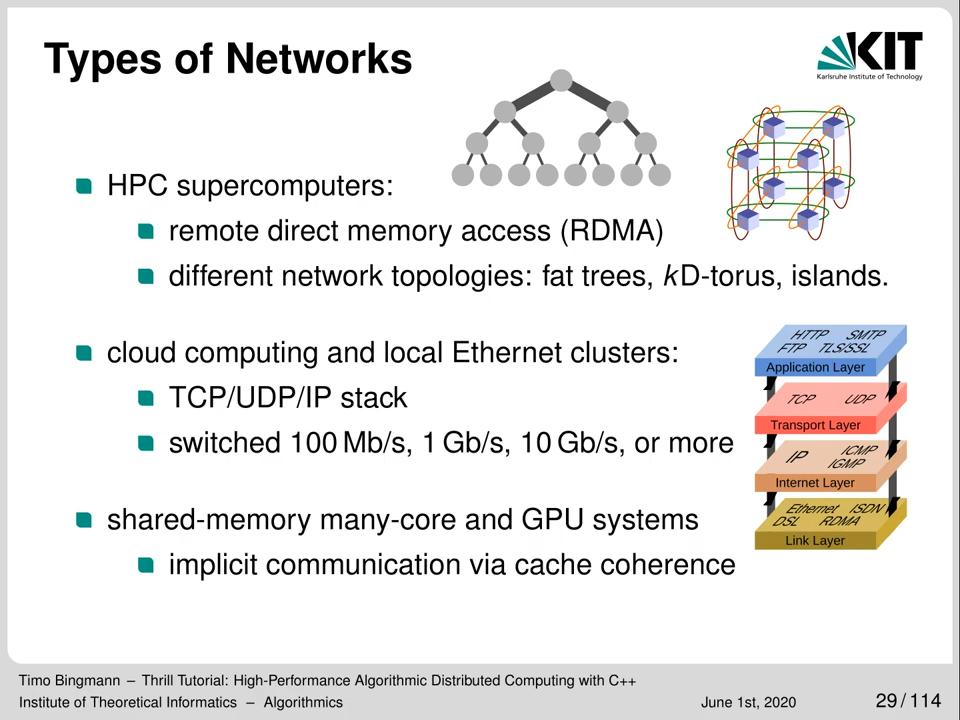 Types of Networks
KIT
Karlsruhe Institute of Technology
HPC supercomputers:
remote direct memory access (RDMA)
different network topologies: fat trees, kD-torus, islands.
cloud computing and local Ethernet clusters:
TCP/UDP/IP stack
switched 100 Mb/s, 1 Gb/s, 10 Gb/s, or more
shared-memory many-core and GPU systems
implicit communication via cache coherence
HTTP SMTP
FTP TLS/SSL
Application Layer
TCP UDP
Transport Layer
IP ICMP
IGMP
Internet Layer
Ethernet ISDN
DSL RDMA
Link Layer
Timo Bingmann – Thrill Tutorial: High-Performance Algorithmic Distributed Computing with C++
Institute of Theoretical Informatics – Algorithmics June 1st, 2020 29 / 114